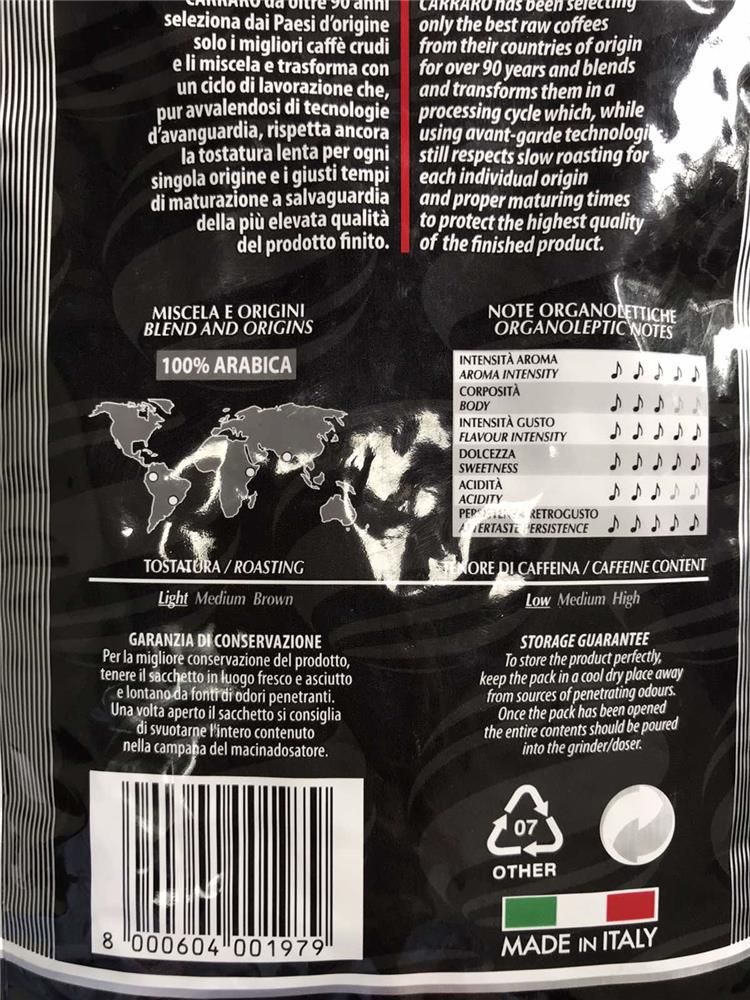 CARRARO da oltre 90 anni
seleziona dai Paesi d'origine
solo i migliori caffè crudi
e li miscela e trasforma con
un ciclo di lavorazione che,
pur avvalendosi di tecnologie
d'avanguardia, rispetta ancora
la tostatura lenta per ogni
singola origine e i giusti tempi
di maturazione a salvaguardia
della più elevata qualità
del prodotto finito.
CARRARO has been selecting
only the best raw coffees
from their countries of origin
for over 90 years and blends
and transforms them in a
processing cycle which, while
using avant-garde technologi
still respects slow roasting for
each individual origin
and proper maturing times
to protect the highest quality
of the finished product.
MISCELA E ORIGINI
BLEND AND ORIGINS
100% ARABICA
NOTE ORGANOLETTICHE
ORGANOLEPTIC NOTES
INTENSITÀ AROMA
AROMA INTENSITY
CORPOSITÀ
BODY
INTENSITÀ GUSTO
FLAVOUR INTENSITY
DOLCEZZA
SWEETNESS
ACIDITÀ
ACIDITY
RETROGUSTO
AFTERTASTE PERSISTENCE
TOSTATURA / ROASTING
Light Medium Brown
TENORE DI CAFFEINA / CAFFEINE CONTENT
Low Medium High
GARANZIA DI CONSERVAZIONE
Per la migliore conservazione del prodotto,
tenere il sacchetto in luogo fresco e asciutto
e lontano da fonti di odori penetranti.
Una volta aperto il sacchetto si consiglia
di svuotarne l'intero contenuto
nella campana del macinadosatore.
STORAGE GUARANTEE
To store the product perfectly,
keep the pack in a cool dry place away
from sources of penetrating odours.
Once the pack has been opened
the entire contents should be poured
into the grinder/doser.
8 000604 001979
07
OTHER
MADE IN ITALY